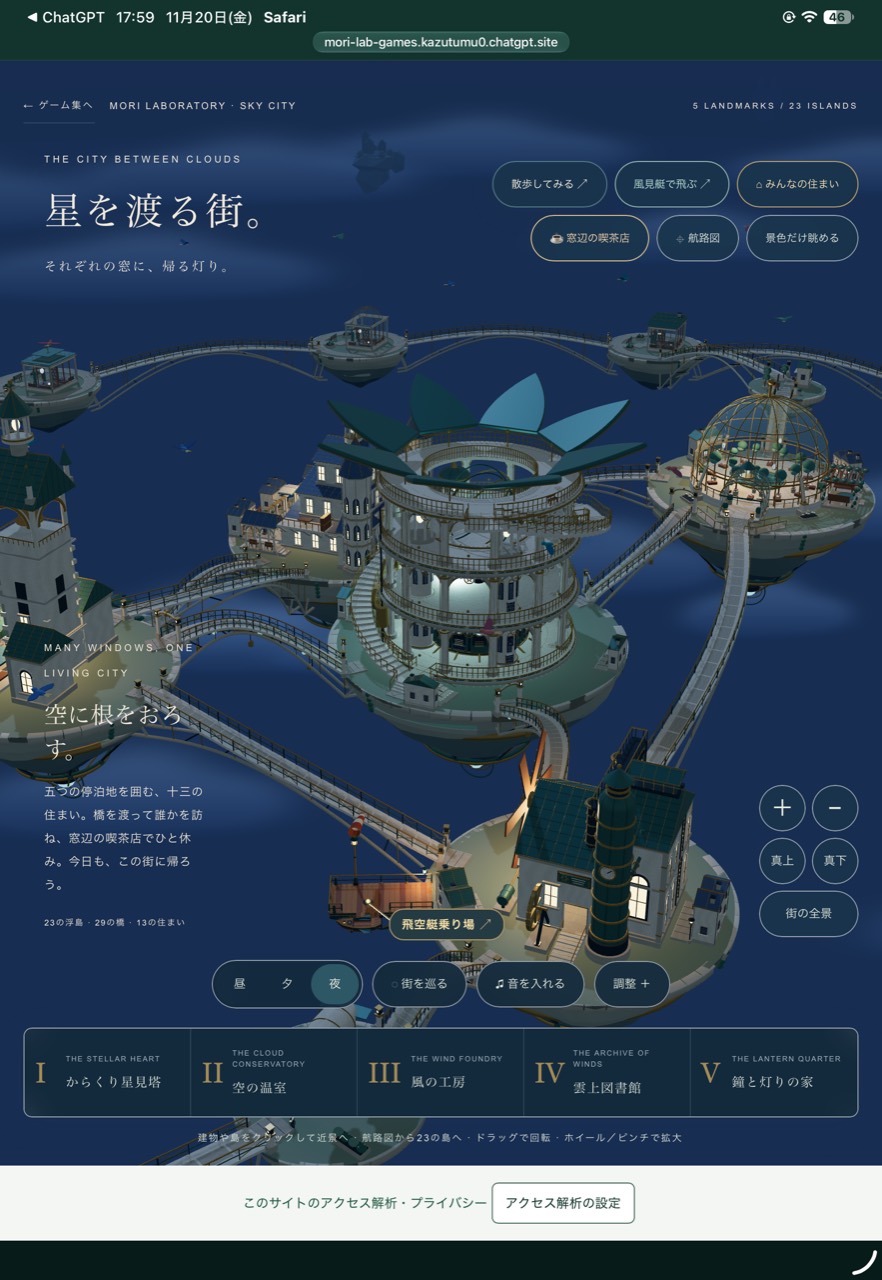 ◀ ChatGPT 17:59 11月20日(金) Safari
46
mori-lab-games.kazutumu0.chatgpt.site
← ゲーム集へ MORI LABORATORY · SKY CITY
5 LANDMARKS / 23 ISLANDS
THE CITY BETWEEN CLOUDS
星を渡る街。
それぞれの窓に、帰る灯り。
散歩してみる ↗
風見艇で飛ぶ ↗
⌂ みんなの住まい
☕ 窓辺の喫茶店
航路図
景色だけ眺める
MANY WINDOWS, ONE
LIVING CITY
空に根をおろ
す。
五つの停泊地を囲む、十三の
住まい。橋を渡って誰かを訪
ね、窓辺の喫茶店でひと休
み。今日も、この街に帰ろ
う。
23の浮島 · 29の橋 · 13の住まい
+ −
真上 真下
街の全景
飛空艇乗り場 ↗
昼 夕 夜
○ 街を巡る
♫ 音を入れる
調整 +
I
THE STELLAR HEART
からくり星見塔
II
THE CLOUD
CONSERVATORY
空の温室
III
THE WIND FOUNDRY
風の工房
IV
THE ARCHIVE OF
WINDS
雲上図書館
V
THE LANTERN QUARTER
鐘と灯りの家
建物や島をクリックして近景へ · 航路図から23の島へ · ドラッグで回転 · ホイール／ピンチで拡大
このサイトのアクセス解析・プライバシー
アクセス解析の設定